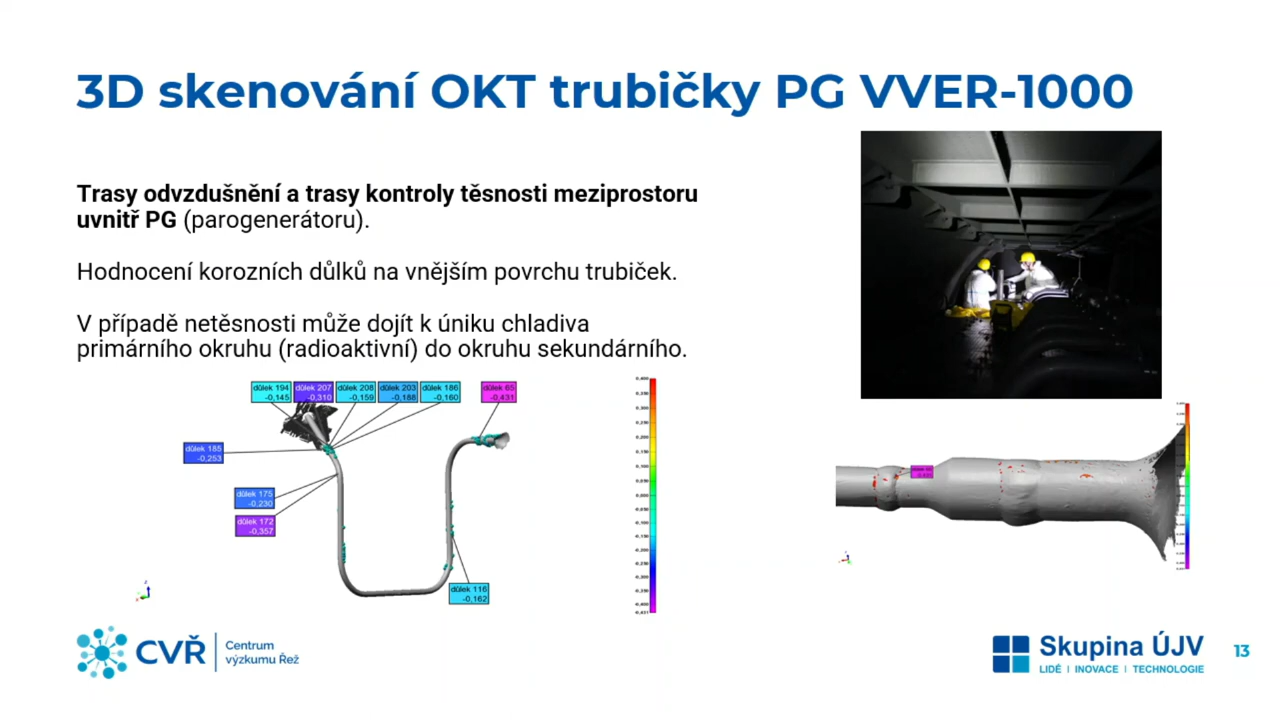 3D skenování OKT trubičky PG VVER-1000
Trasy odvzdušnění a trasy kontroly těsnosti meziprostoru
uvnitř PG (parogenerátoru).
Hodnocení korozních důlků na vnějším povrchu trubiček.
V případě netěsnosti může dojít k úniku chladiva
primárního okruhu (radioaktivní) do okruhu sekundárního.
důlek 194
-0,145
důlek 207
-0,310
důlek 208
-0,159
důlek 203
-0,188
důlek 186
-0,160
důlek 65
-0,431
důlek 185
-0,253
důlek 175
-0,230
důlek 172
-0,357
důlek 116
-0,162
CVŘ
Centrum
výzkumu Řež
Skupina ÚJV
LIDÉ | INOVACE | TECHNOLOGIE
13